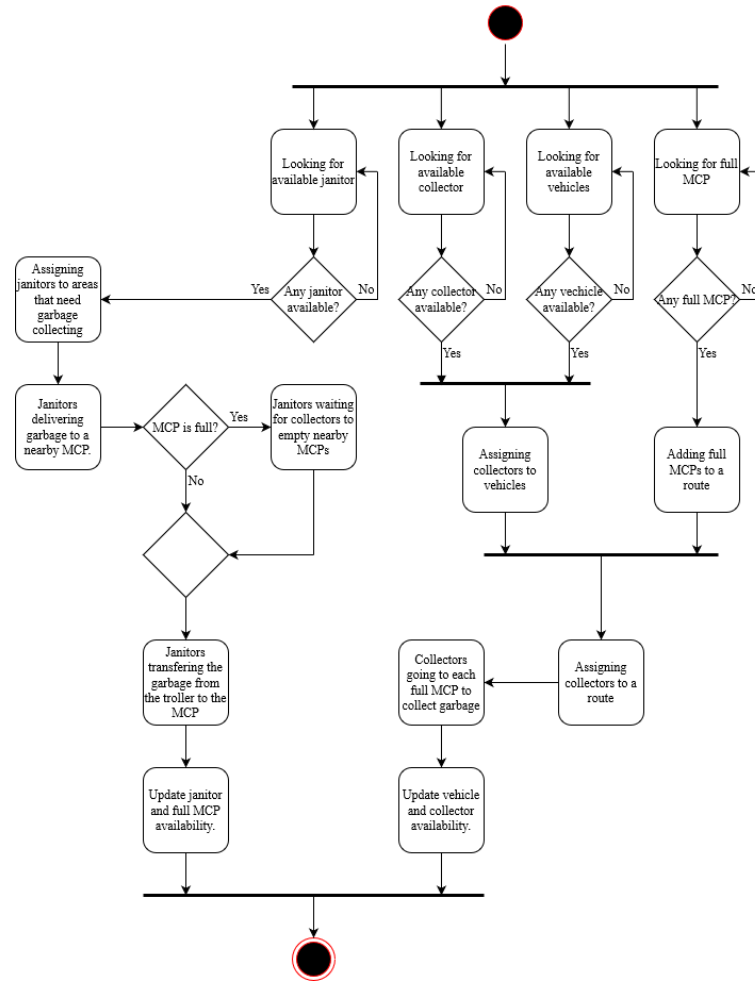 Looking for
available janitor
Looking for
available
collector
Looking for
available
vehicles
Looking for full
MCP
Assigning
janitors to areas
that need
garbage
collecting
Yes
Any janitor
available?
No
Any collector
available?
No
Any vechicle
available?
No
Any full MCP?
No
Yes
Yes
Yes
Janitors
delivering
garbage to a
nearby MCP.
MCP is full?
Yes
No
Janitors waiting
for collectors to
empty nearby
MCPs
Assigning
collectors to
vehicles
Adding full
MCPs to a
route
Janitors
transfering the
garbage from
the troller to the
MCP
Collectors
going to each
full MCP to
collect garbage
Assigning
collectors to a
route
Update janitor
and full MCP
availability.
Update vehicle
and collector
availability.